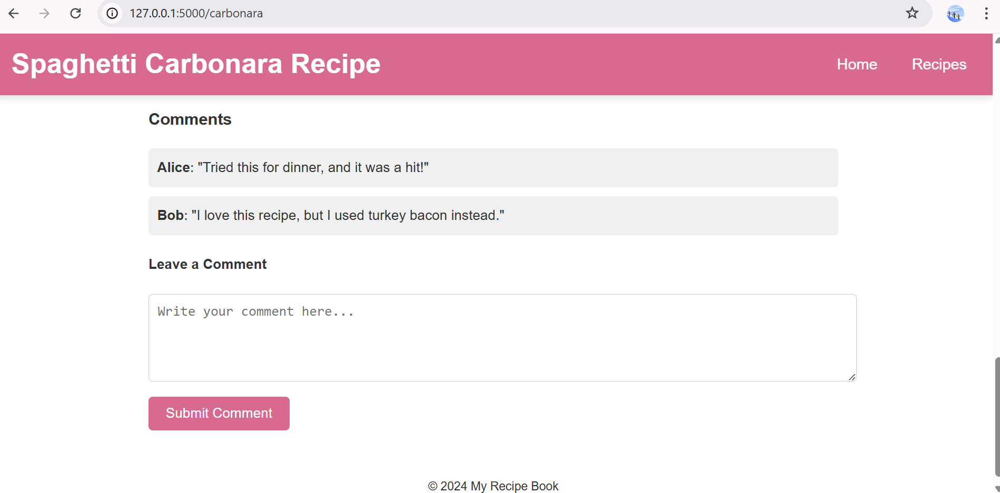 127.0.0.1:5000/carbonara
Spaghetti Carbonara Recipe
Home
Recipes
Comments
Alice: "Tried this for dinner, and it was a hit!"
Bob: "I love this recipe, but I used turkey bacon instead."
Leave a Comment
Write your comment here...
Submit Comment
© 2024 My Recipe Book